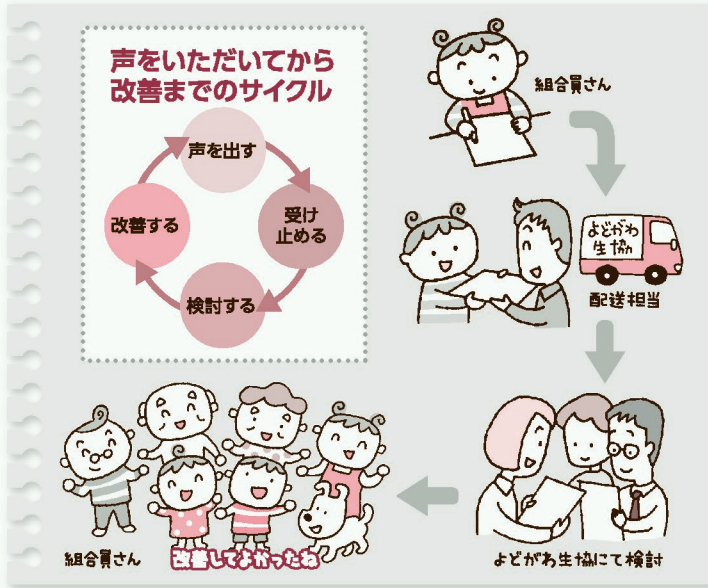 声をいただいてから
改善までのサイクル
声を出す
受け
止める
検討する
改善する
組合員さん
よどがわ
生協
配送担当
よどがわ生協にて検討
組合員さん
改善してよかったね